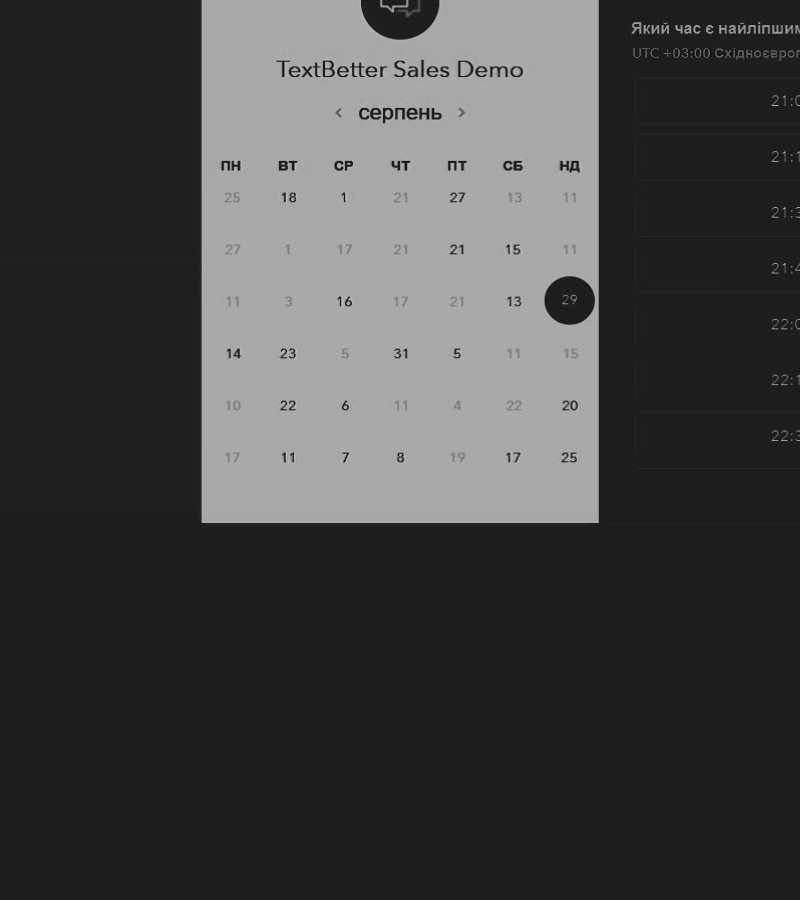 TextBetter Sales Demo
< серпень >
ПН ВТ СР ЧТ ПТ СБ НД
25 18 1 21 27 13 11
27 1 17 21 21 15 11
11 3 16 17 21 13 29
14 23 5 31 5 11 15
10 22 6 11 4 22 20
17 11 7 8 19 17 25
Який час є найліпшим
UTC +03:00 Східноєвроп
21:0
21:1
21:3
21:4
22:0
22:1
22:3